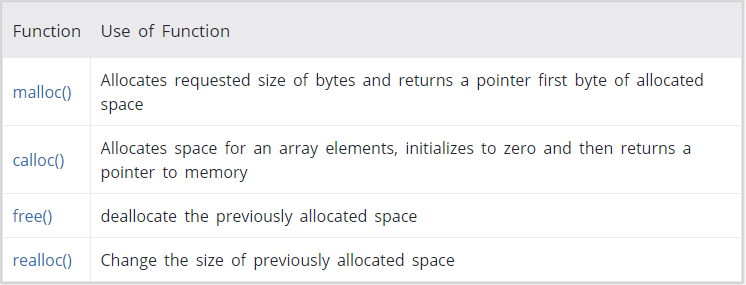 Function Use of Function
malloc() Allocates requested size of bytes and returns a pointer first byte of allocated
space
calloc() Allocates space for an array elements, initializes to zero and then returns a
pointer to memory
free() deallocate the previously allocated space
realloc() Change the size of previously allocated space